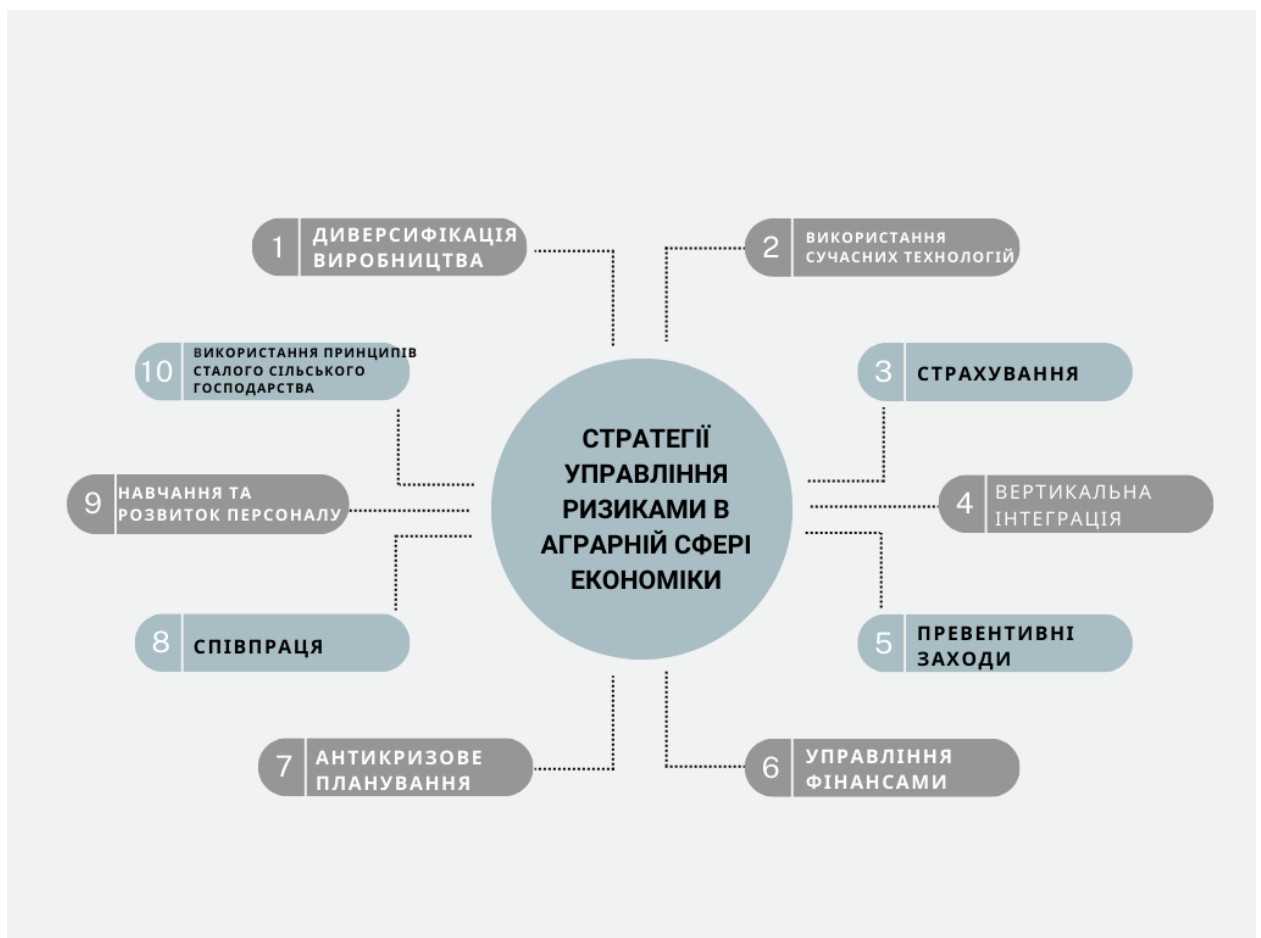 1
ДИВЕРСИФІКАЦІЯ
ВИРОБНИЦТВА
2
ВИКОРИСТАННЯ
СУЧАСНИХ ТЕХНОЛОГІЙ
10
ВИКОРИСТАННЯ ПРИНЦИПІВ
СТАЛОГО СІЛЬСЬКОГО
ГОСПОДАРСТВА
3
СТРАХУВАННЯ
СТРАТЕГІЇ
УПРАВЛІННЯ
РИЗИКАМИ В
АГРАРНІЙ СФЕРІ
ЕКОНОМІКИ
9
НАВЧАННЯ ТА
РОЗВИТОК ПЕРСОНАЛУ
4
ВЕРТИКАЛЬНА
ІНТЕГРАЦІЯ
8
СПІВПРАЦЯ
5
ПРЕВЕНТИВНІ
ЗАХОДИ
7
АНТИКРИЗОВЕ
ПЛАНУВАННЯ
6
УПРАВЛІННЯ
ФІНАНСАМИ